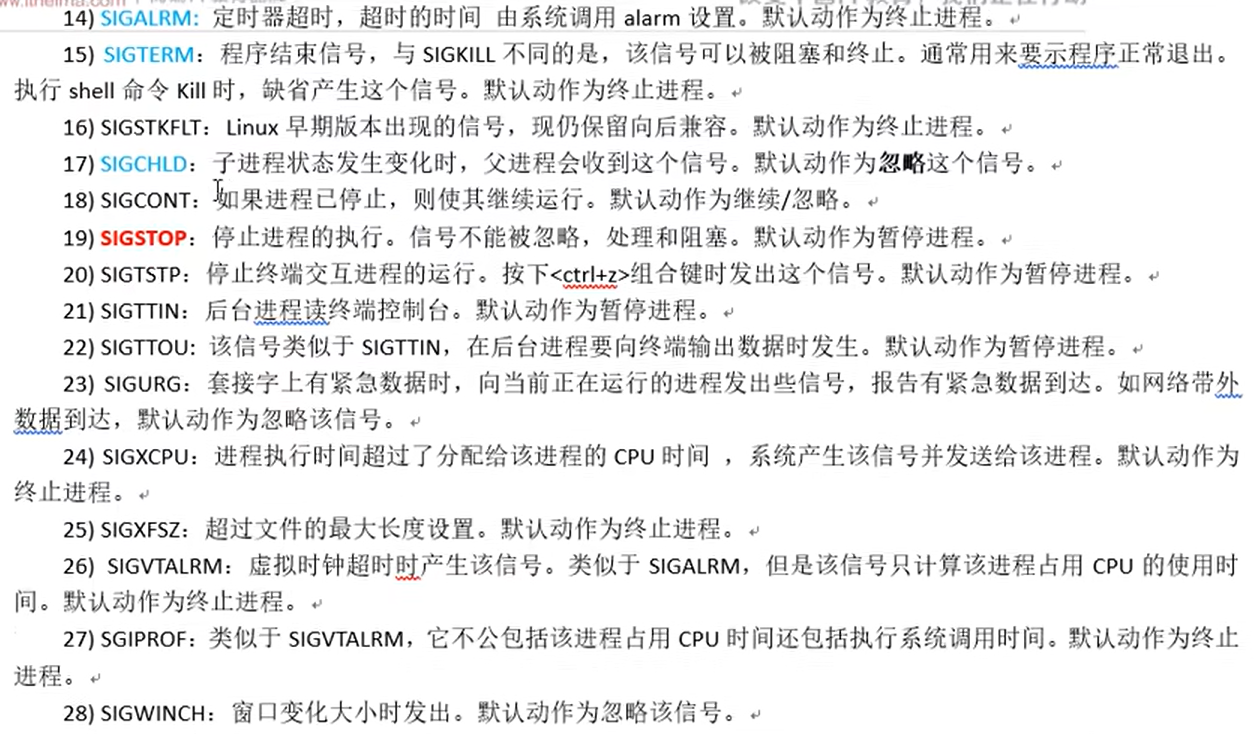 14) SIGALRM: 定时器超时，超时的时间 由系统调用 alarm 设置。默认动作为终止进程。
15) SIGTERM：程序结束信号，与 SIGKILL 不同的是，该信号可以被阻塞和终止。通常用来要示程序正常退出。
执行 shell 命令 Kill 时，缺省产生这个信号。默认动作为终止进程。
16) SIGSTKFLT：Linux 早期版本出现的信号，现仍保留向后兼容。默认动作为终止进程。
17) SIGCHLD：子进程状态发生变化时，父进程会收到这个信号。默认动作为忽略这个信号。
18) SIGCONT：如果进程已停止，则使其继续运行。默认动作为继续/忽略。
19) SIGSTOP：停止进程的执行。信号不能被忽略，处理和阻塞。默认动作为暂停进程。
20) SIGTSTP：停止终端交互进程的运行。按下<ctrl+z>组合键时发出这个信号。默认动作为暂停进程。
21) SIGTTIN：后台进程读终端控制台。默认动作为暂停进程。
22) SIGTTOU: 该信号类似于 SIGTTIN，在后台进程要向终端输出数据时发生。默认动作为暂停进程。
23) SIGURG：套接字上有紧急数据时，向当前正在运行的进程发出些信号，报告有紧急数据到达。如网络带外
数据到达，默认动作为忽略该信号。
24) SIGXCPU：进程执行时间超过了分配给该进程的 CPU 时间 ，系统产生该信号并发送给该进程。默认动作为
终止进程。
25) SIGXFSZ：超过文件的最大长度设置。默认动作为终止进程。
26) SIGVTALRM：虚拟时钟超时时产生该信号。类似于 SIGALRM，但是该信号只计算该进程占用 CPU 的使用时
间。默认动作为终止进程。
27) SGIPROF：类似于 SIGVTALRM，它不公包括该进程占用 CPU 时间还包括执行系统调用时间。默认动作为终止
进程。
28) SIGWINCH：窗口变化大小时发出。默认动作为忽略该信号。